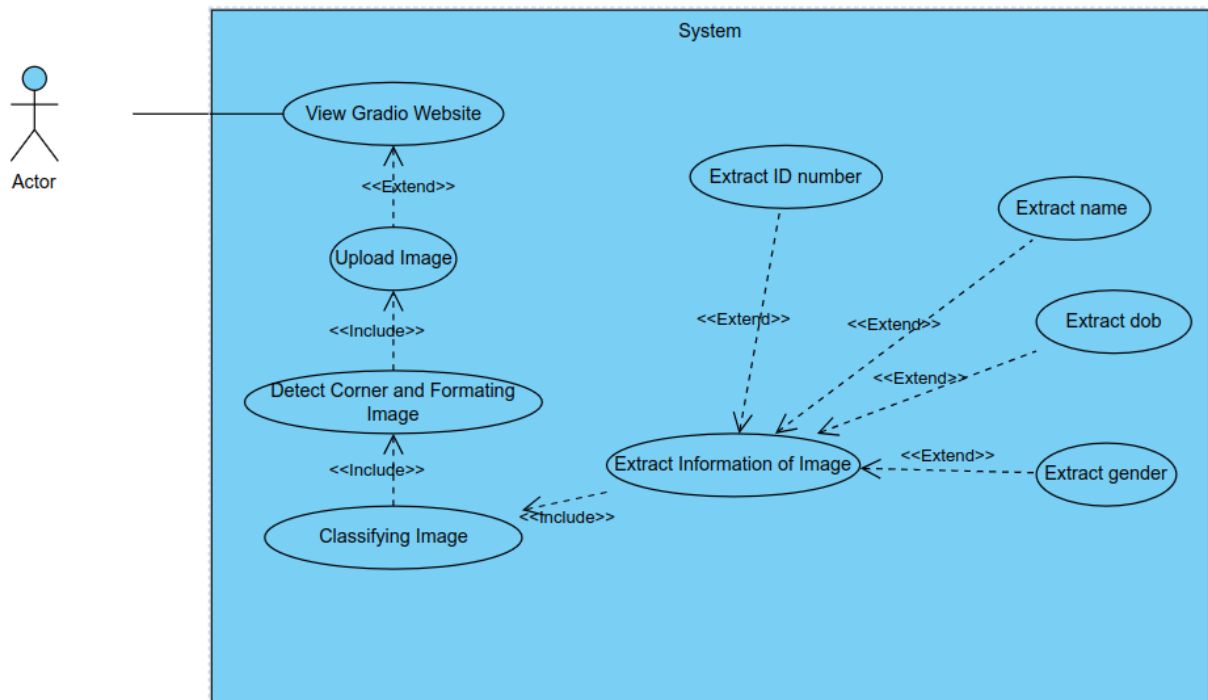 System
Actor
View Gradio Website
<<Extend>>
Upload Image
<<Include>>
Detect Corner and Formating
Image
<<Include>>
Classifying Image
<<Include>>
Extract Information of Image
Extract ID number
<<Extend>>
Extract name
<<Extend>>
Extract dob
<<Extend>>
Extract gender
<<Extend>>